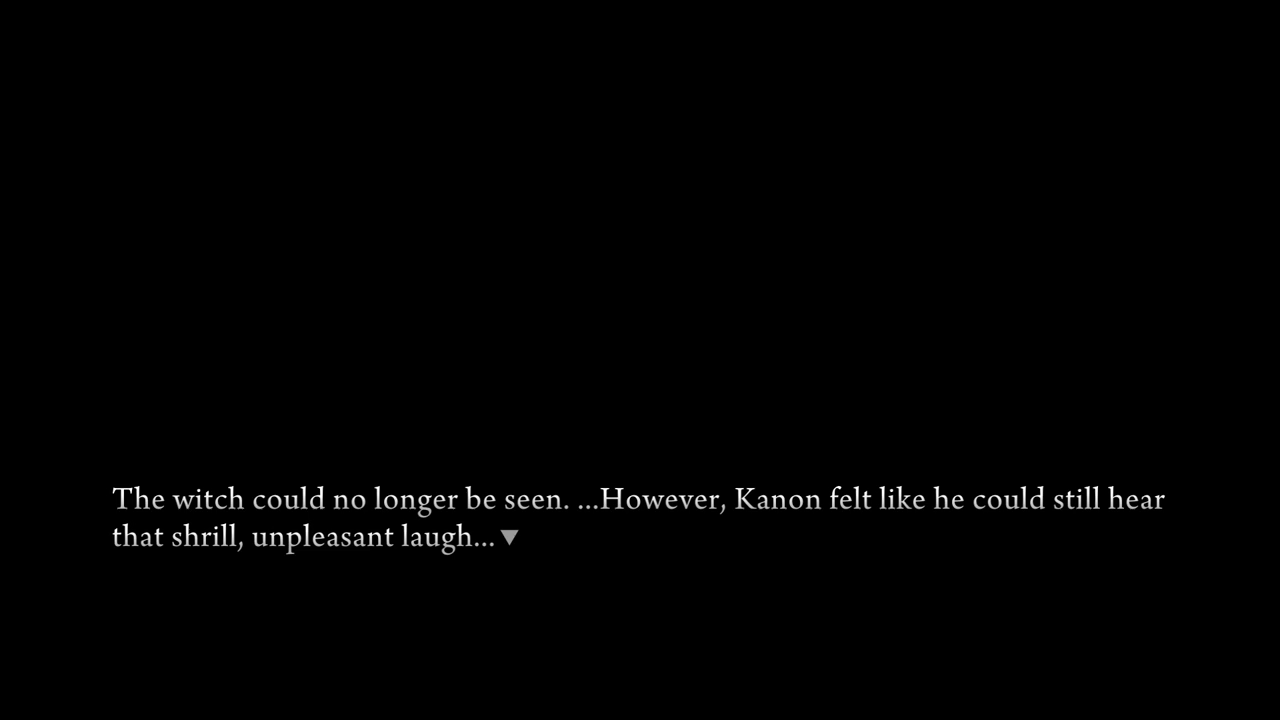 The witch could no longer be seen. ...However, Kanon felt like he could still hear
that shrill, unpleasant laugh...